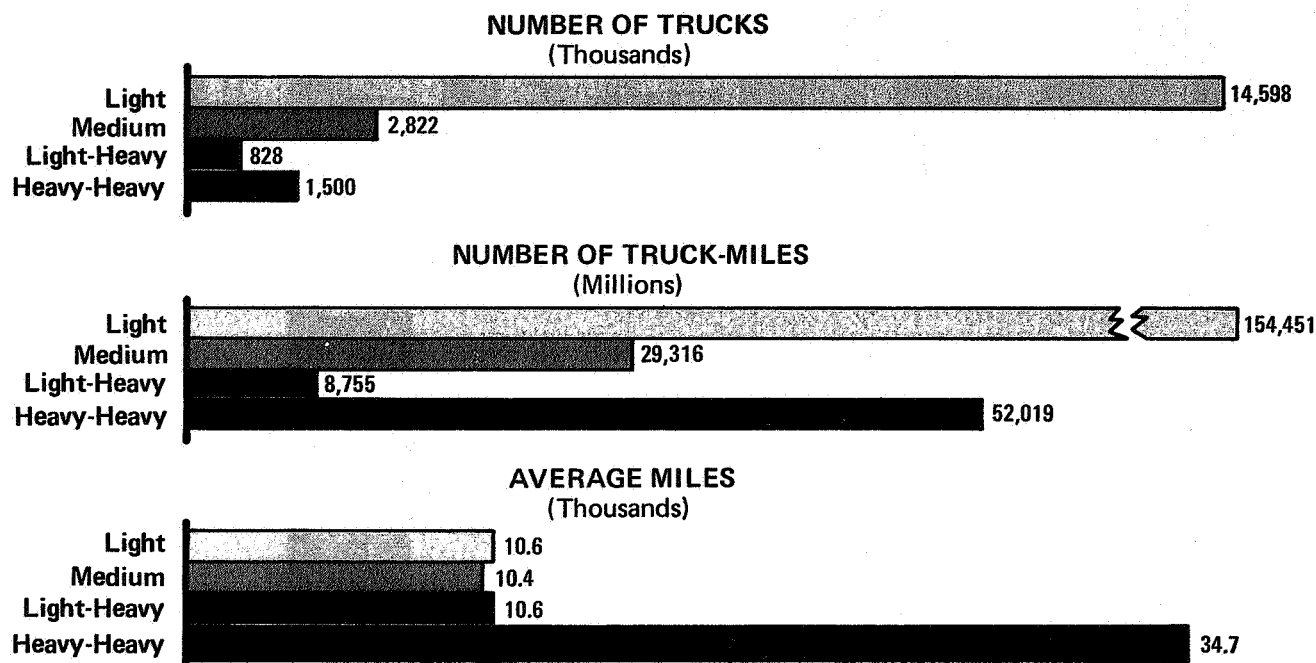 NUMBER OF TRUCKS
(Thousands)
Light 14,598
Medium 2,822
Light-Heavy 828
Heavy-Heavy 1,500
NUMBER OF TRUCK-MILES
(Millions)
Light 154,451
Medium 29,316
Light-Heavy 8,755
Heavy-Heavy 52,019
AVERAGE MILES
(Thousands)
Light 10.6
Medium 10.4
Light-Heavy 10.6
Heavy-Heavy 34.7